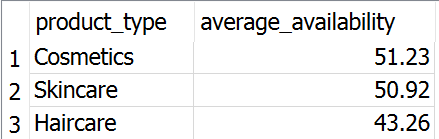 product_type average_availability
1 Cosmetics 51.23
2 Skincare 50.92
3 Haircare 43.26